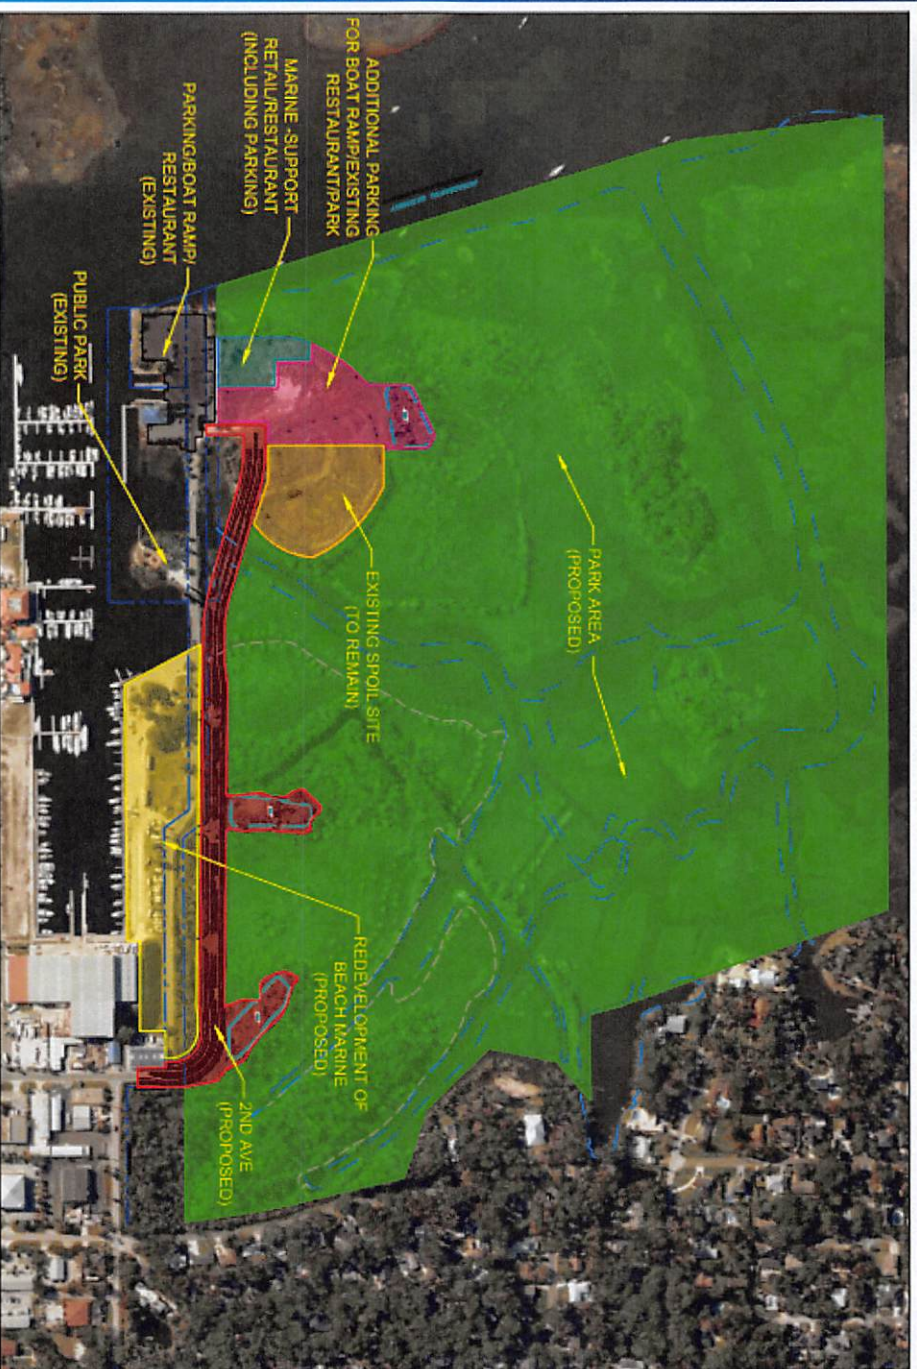 ADDITIONAL PARKING
FOR BOAT RAMP/EXISTING
RESTAURANT/PARK
MARINE -SUPPORT
RETAIL/RESTAURANT
(INCLUDING PARKING)
PARKING/BOAT RAMP/
RESTAURANT
(EXISTING)
PUBLIC PARK
(EXISTING)
PARK AREA
(PROPOSED)
EXISTING SPOIL SITE
(TO REMAIN)
REDEVELOPMENT OF
BEACH MARINE
(PROPOSED)
2ND AVE
(PROPOSED)